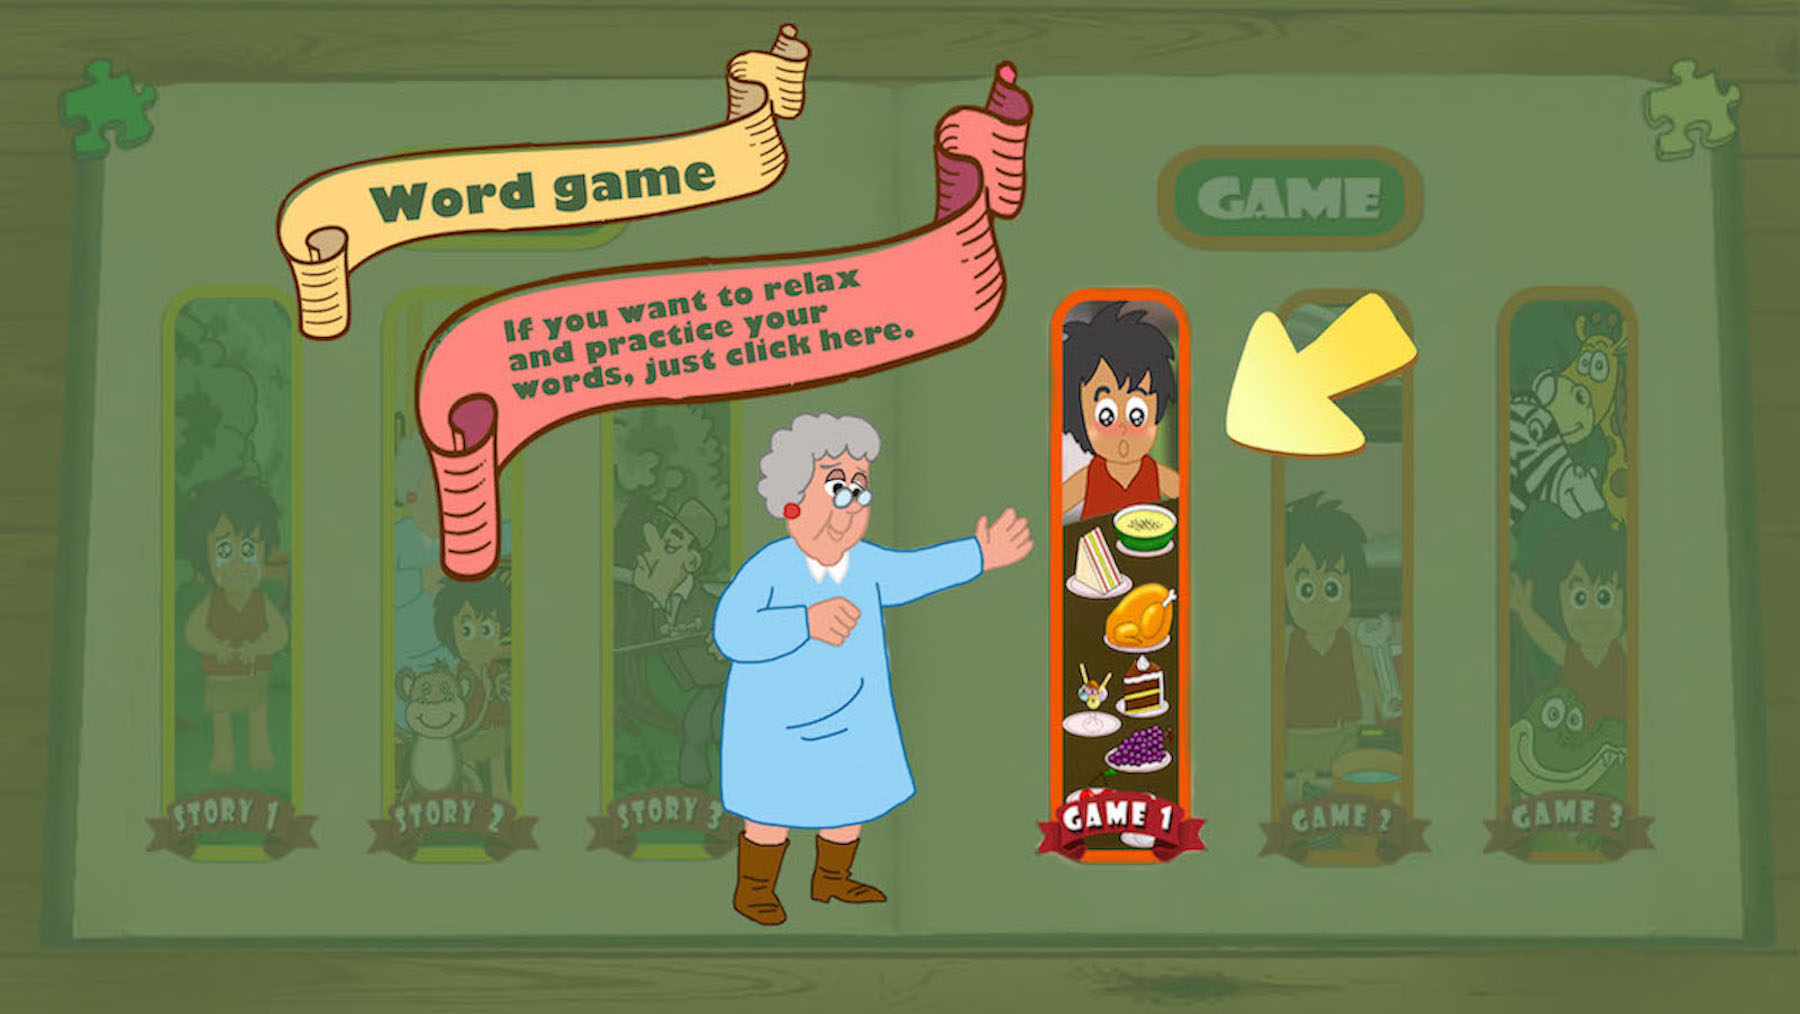 Word game
If you want to relax
and practice your
words, just click here.
GAME
STORY 1
STORY 2
STORY 3
GAME 1
GAME 2
GAME 3